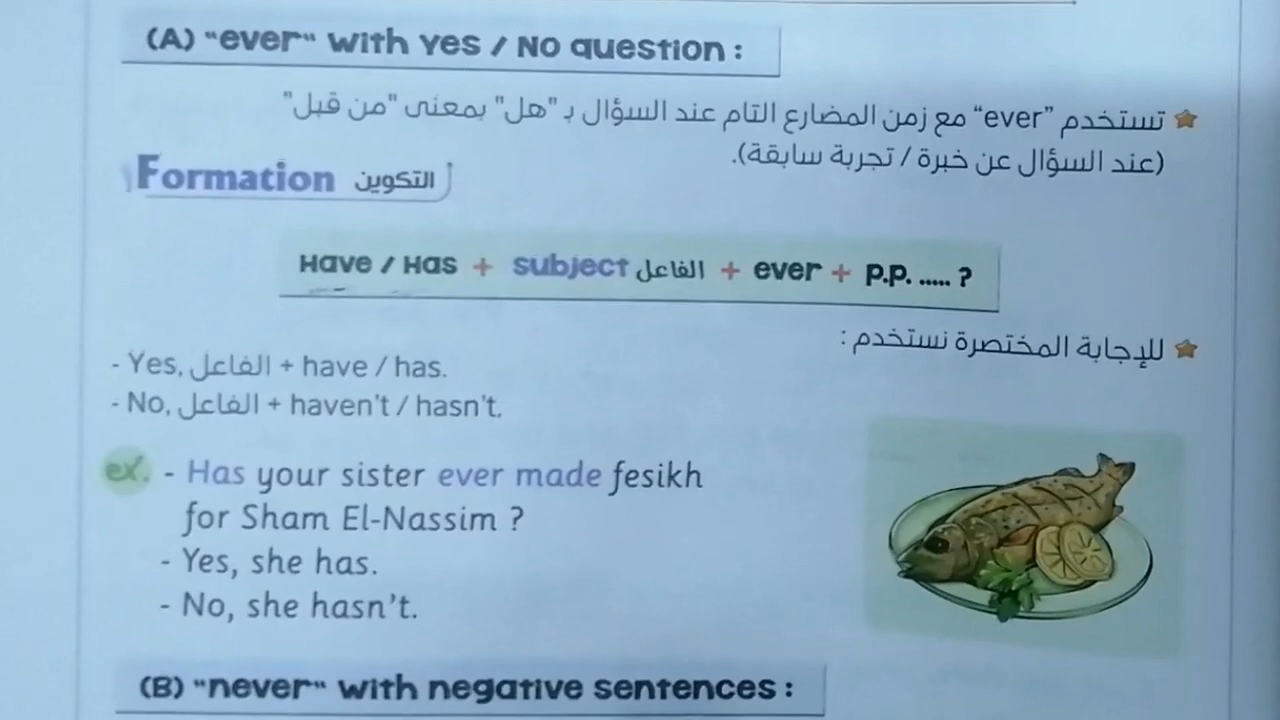 (A) "ever" with Yes / No question :
تستخدم "ever" مع زمن المضارع التام عند السؤال بـ "هل" بمعنى "من قبل"
(عند السؤال عن خبرة / تجربة سابقة).
Formation التكوين
Have / Has + subject الفاعل + ever + p.p. ..... ?
للإجابة المختصرة نستخدم :
- Yes, الفاعل + have / has.
- No, الفاعل + haven't / hasn't.
ex. - Has your sister ever made fesikh
for Sham El-Nassim ?
- Yes, she has.
- No, she hasn't.
(B) "never" with negative sentences :